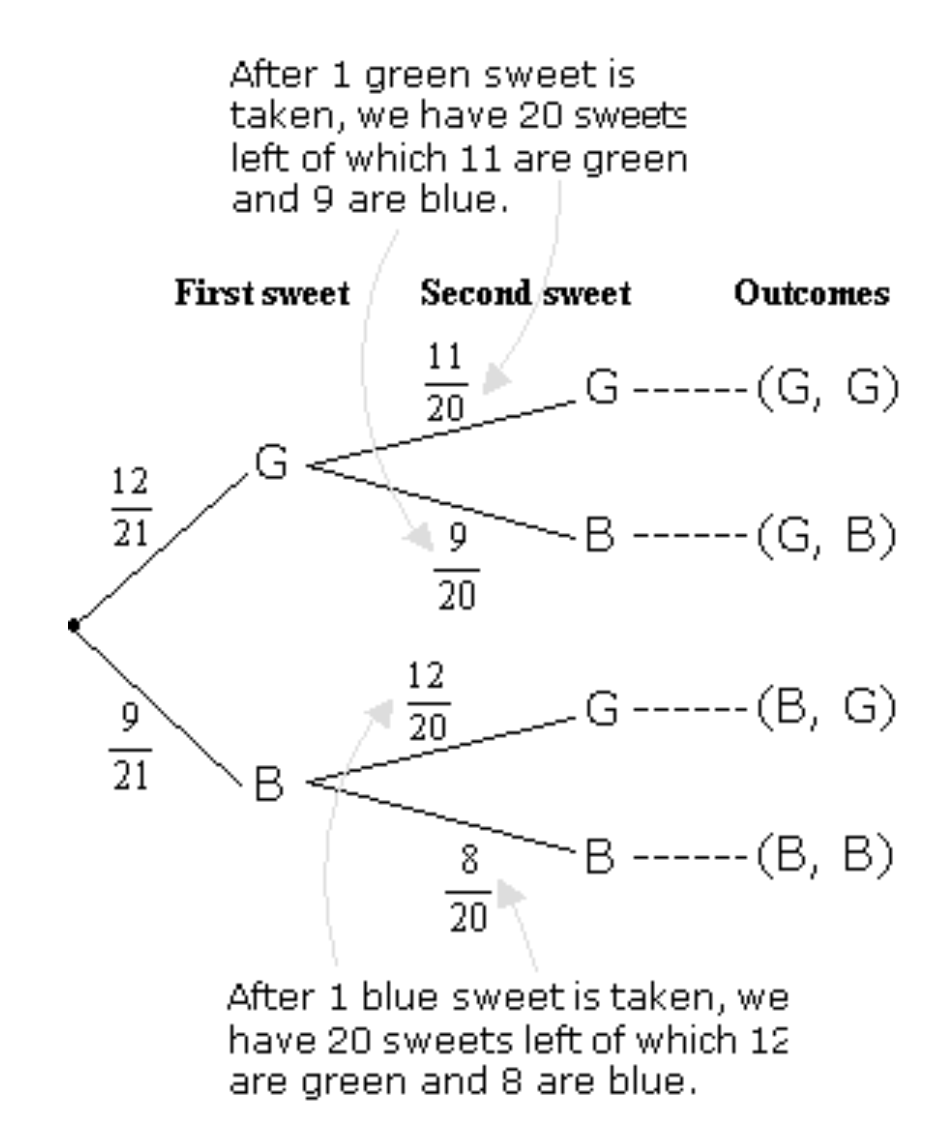 After 1 green sweet is
taken, we have 20 sweets
left of which 11 are green
and 9 are blue.
First sweet Second sweet Outcomes
11/20
G ------(G, G)
12/21
G
9/20
B ------(G, B)
12/20
G ------(B, G)
9/21
B
8/20
B ------(B, B)
After 1 blue sweet is taken, we
have 20 sweets left of which 12
are green and 8 are blue.